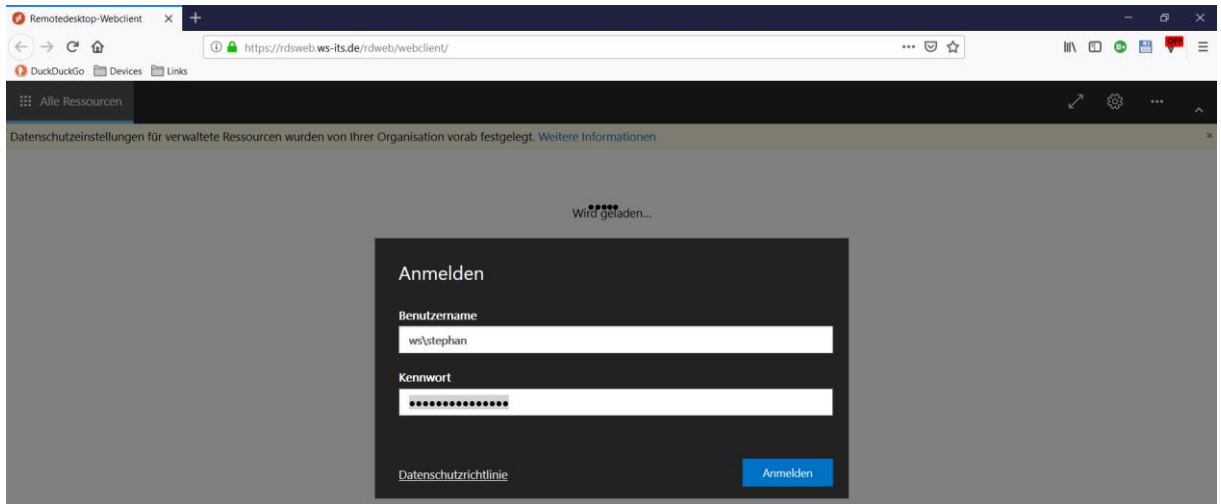 Remotedesktop-Webclient
https://rdsweb.ws-its.de/rdweb/webclient/
OFF
DuckDuckGo Devices Links
Alle Ressourcen
Datenschutzeinstellungen für verwaltete Ressourcen wurden von Ihrer Organisation vorab festgelegt. Weitere Informationen
Wird geladen...
Anmelden
Benutzername
ws\stephan
Kennwort
•••••••••••••••
Datenschutzrichtlinie
Anmelden